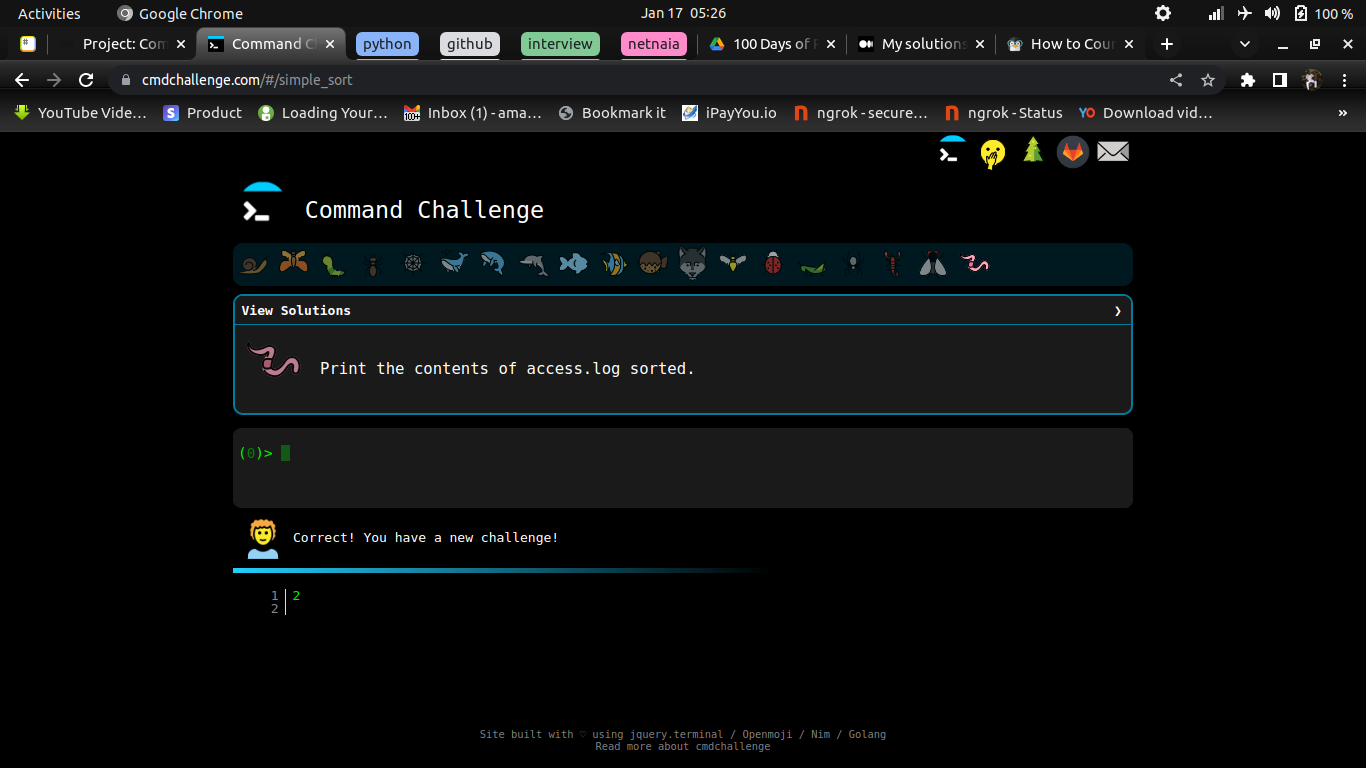 Activities Google Chrome Jan 17 05:26 100 %
Project: Com Command C python github interview netnaia 100 Days of P My solutions How to Cour
cmdchallenge.com/#/simple_sort
YouTube Vide… Product Loading Your… Inbox (1) - ama… Bookmark it iPayYou.io ngrok - secure… ngrok - Status YO Download vid… »
Command Challenge
View Solutions ❯
Print the contents of access.log sorted.
(0)>
Correct! You have a new challenge!
1 2
2
Site built with ♡ using jquery.terminal / Openmoji / Nim / Golang
Read more about cmdchallenge